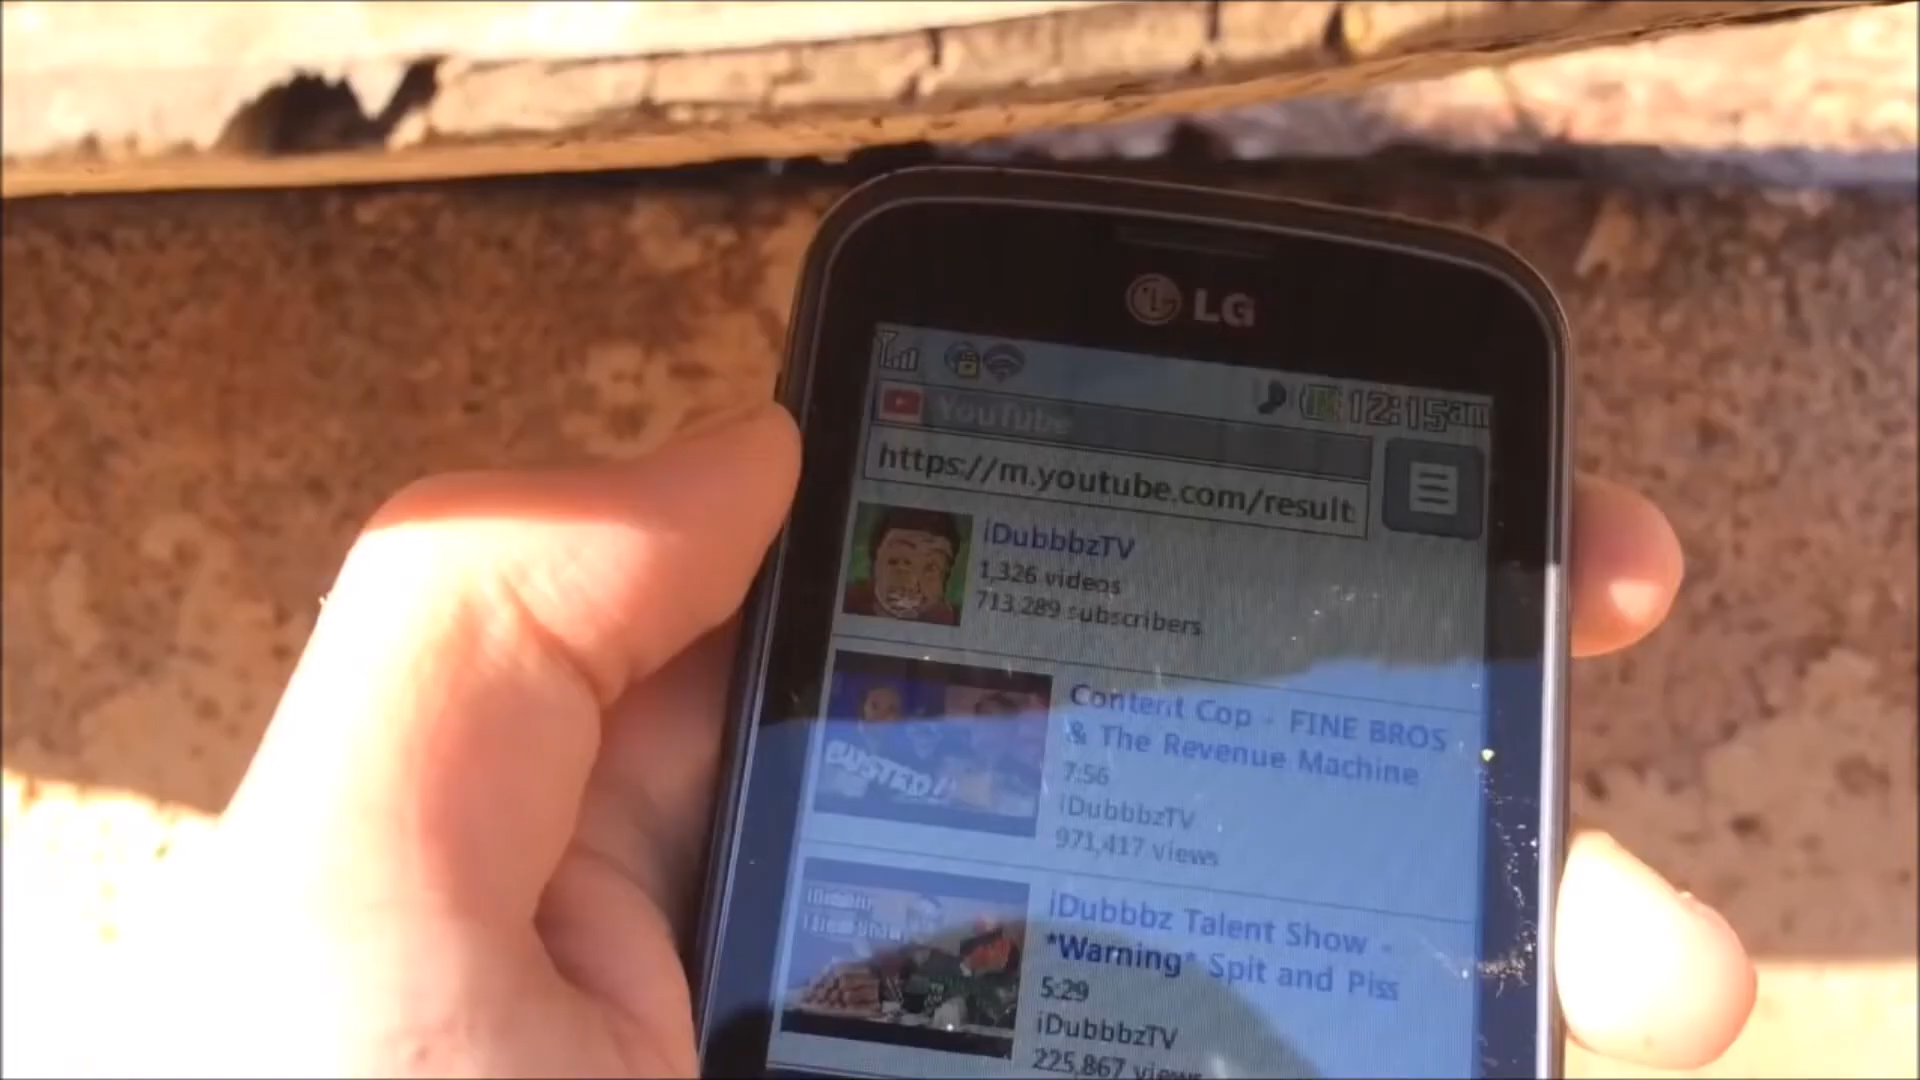 LG
12:15am
YouTube
https://m.youtube.com/result
iDubbbzTV
1,326 videos
713,289 subscribers
Content Cop - FINE BROS
& The Revenue Machine
7:56
iDubbbzTV
971,417 views
iDubbbz Talent Show -
*Warning* Spit and Piss
5:29
iDubbbzTV
225,867 views